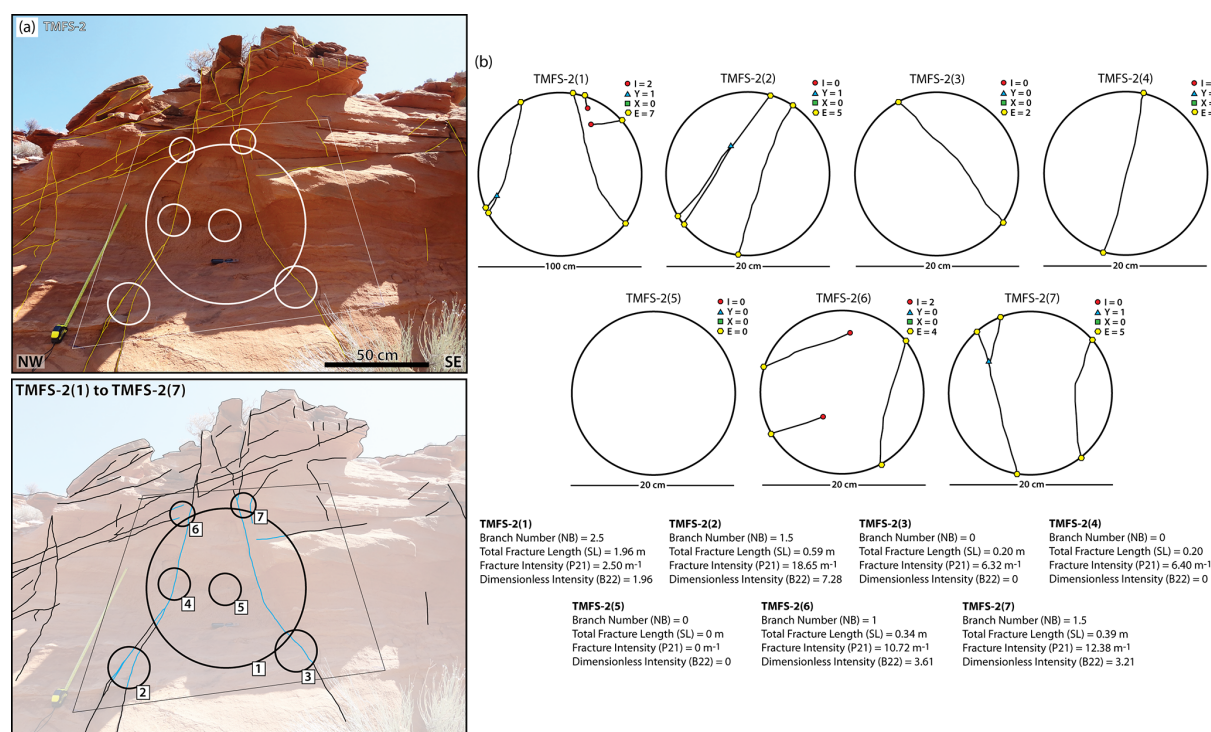 (a) TMFS-2
NW
50 cm
SE
TMFS-2(1) to TMFS-2(7)
6
7
4
5
2
1
3
(b)
TMFS-2(1)
I = 2
Y = 1
X = 0
E = 7
100 cm
TMFS-2(2)
I = 0
Y = 1
X = 0
E = 5
20 cm
TMFS-2(3)
I = 0
Y = 0
X = 0
E = 2
20 cm
TMFS-2(4)
I =
Y =
X =
E =
20 cm
TMFS-2(5)
I = 0
Y = 0
X = 0
E = 0
20 cm
TMFS-2(6)
I = 2
Y = 0
X = 0
E = 4
20 cm
TMFS-2(7)
I = 0
Y = 1
X = 0
E = 5
20 cm
TMFS-2(1)
Branch Number (NB) = 2.5
Total Fracture Length (SL) = 1.96 m
Fracture Intensity (P21) = 2.50 m-1
Dimensionless Intensity (B22) = 1.96
TMFS-2(2)
Branch Number (NB) = 1.5
Total Fracture Length (SL) = 0.59 m
Fracture Intensity (P21) = 18.65 m-1
Dimensionless Intensity (B22) = 7.28
TMFS-2(3)
Branch Number (NB) = 0
Total Fracture Length (SL) = 0.20 m
Fracture Intensity (P21) = 6.32 m-1
Dimensionless Intensity (B22) = 0
TMFS-2(4)
Branch Number (NB) = 0
Total Fracture Length (SL) = 0.20
Fracture Intensity (P21) = 6.40 m-1
Dimensionless Intensity (B22) = 0
TMFS-2(5)
Branch Number (NB) = 0
Total Fracture Length (SL) = 0 m
Fracture Intensity (P21) = 0 m-1
Dimensionless Intensity (B22) = 0
TMFS-2(6)
Branch Number (NB) = 1
Total Fracture Length (SL) = 0.34 m
Fracture Intensity (P21) = 10.72 m-1
Dimensionless Intensity (B22) = 3.61
TMFS-2(7)
Branch Number (NB) = 1.5
Total Fracture Length (SL) = 0.39 m
Fracture Intensity (P21) = 12.38 m-1
Dimensionless Intensity (B22) = 3.21